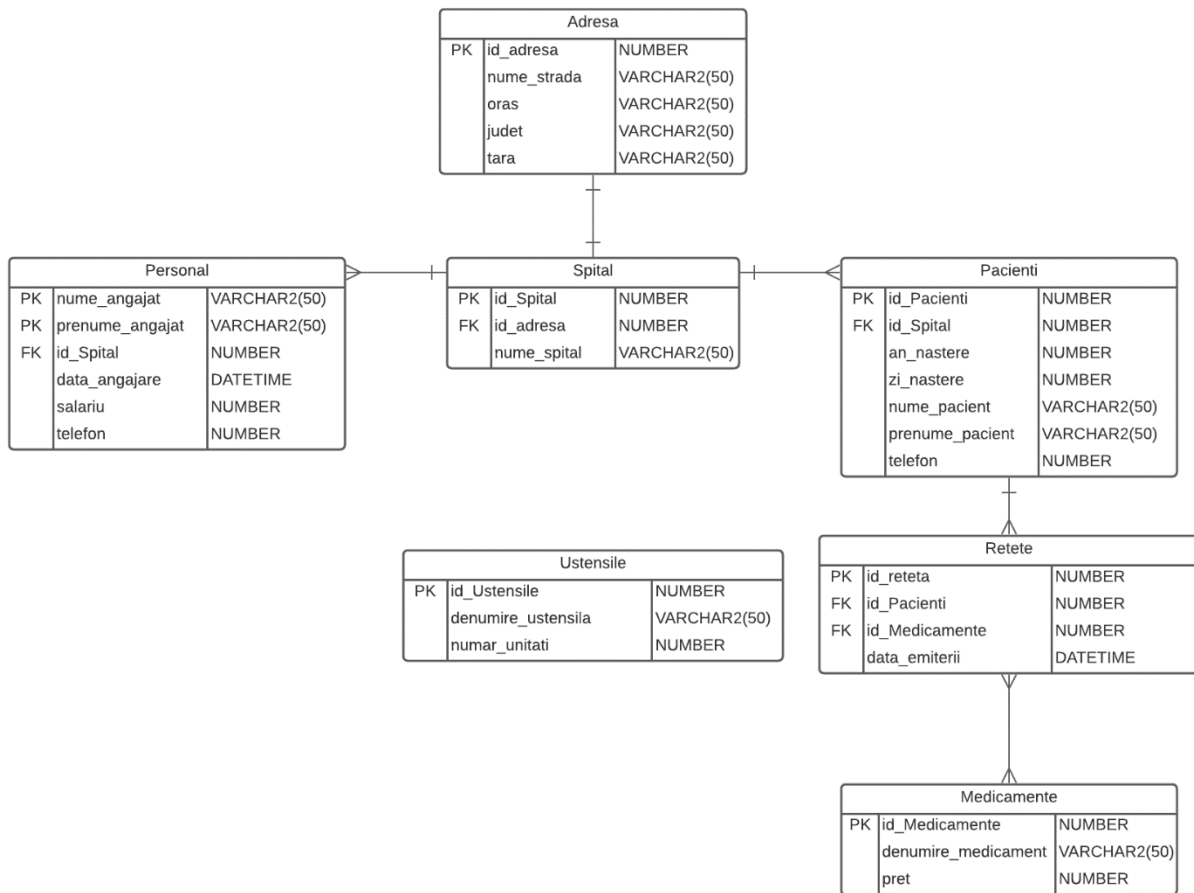 Adresa
PK id_adresa NUMBER
nume_strada VARCHAR2(50)
oras VARCHAR2(50)
judet VARCHAR2(50)
tara VARCHAR2(50)
Personal
PK nume_angajat VARCHAR2(50)
PK prenume_angajat VARCHAR2(50)
FK id_Spital NUMBER
data_angajare DATETIME
salariu NUMBER
telefon NUMBER
Spital
PK id_Spital NUMBER
FK id_adresa NUMBER
nume_spital VARCHAR2(50)
Pacienti
PK id_Pacienti NUMBER
FK id_Spital NUMBER
an_nastere NUMBER
zi_nastere NUMBER
nume_pacient VARCHAR2(50)
prenume_pacient VARCHAR2(50)
telefon NUMBER
Ustensile
PK id_Ustensile NUMBER
denumire_ustensila VARCHAR2(50)
numar_unitati NUMBER
Retete
PK id_reteta NUMBER
FK id_Pacienti NUMBER
FK id_Medicamente NUMBER
data_emiterii DATETIME
Medicamente
PK id_Medicamente NUMBER
denumire_medicament VARCHAR2(50)
pret NUMBER